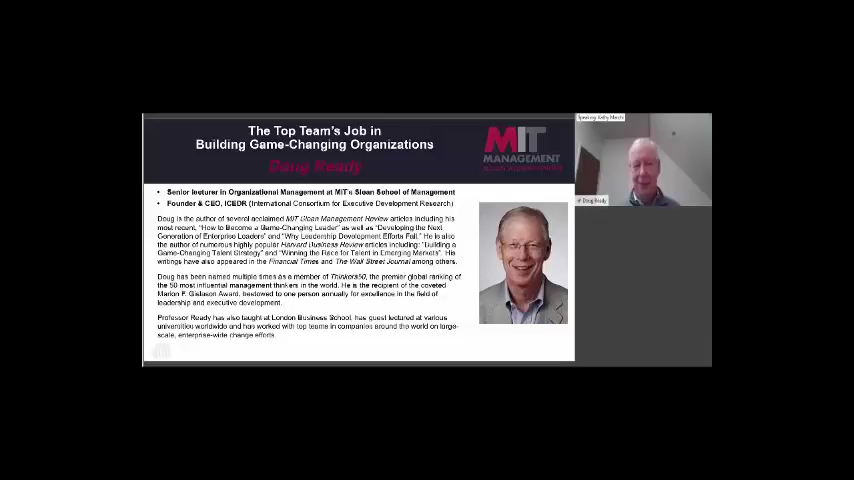 The Top Team's Job in
Building Game-Changing Organizations
Doug Ready
MIT
MANAGEMENT
Speaking: Kathy Marchi
Doug Ready
• Senior lecturer in Organizational Management at MIT's Sloan School of Management
• Founder & CEO, ICEDR (International Consortium for Executive Development Research)
Doug is the author of several acclaimed MIT Sloan Management Review articles including his
most recent, "How to Become a Game-Changing Leader" as well as "Developing the Next
Generation of Enterprise Leaders" and "Why Leadership Development Efforts Fail." He is also
the author of numerous highly popular Harvard Business Review articles including: "Building a
Game-Changing Talent Strategy" and "Winning the Race for Talent in Emerging Markets". His
writings have also appeared in the Financial Times and The Wall Street Journal among others.
Doug has been named multiple times as a member of Thinkers50, the premier global ranking of
the 50 most influential management thinkers in the world. He is the recipient of the coveted
Marion F. Gislason Award, bestowed to one person annually for excellence in the field of
leadership and executive development.
Professor Ready has also taught at London Business School, has guest lectured at various
universities worldwide and has worked with top teams in companies around the world on large-
scale, enterprise-wide change efforts.